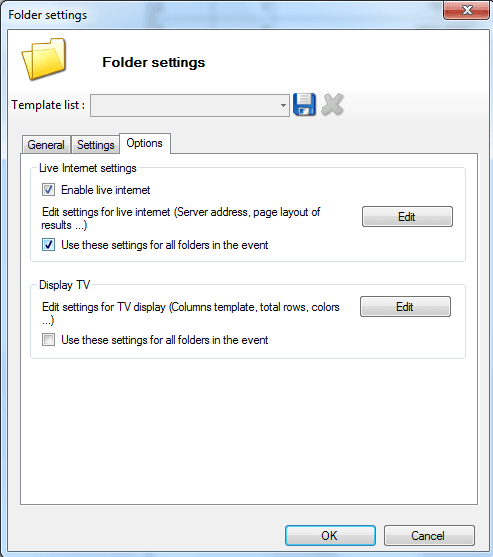 Folder settings
Folder settings
Template list :
General Settings Options
Live Internet settings
Enable live internet
Edit settings for live internet (Server address, page layout of
results ...)
Edit
Use these settings for all folders in the event
Display TV
Edit settings for TV display (Columns template, total rows, colors
...)
Edit
Use these settings for all folders in the event
OK Cancel